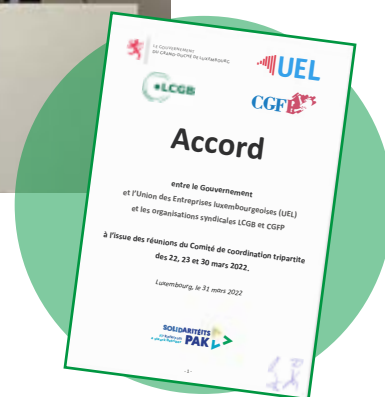 LE GOUVERNEMENT
DU GRAND-DUCHÉ DE LUXEMBOURG
UEL
LCGB
CGFP
Accord
entre le Gouvernement
et l'Union des Entreprises luxembourgeoises (UEL)
et les organisations syndicales LCGB et CGFP
à l'issue des réunions du Comité de coordination tripartite
des 22, 23 et 30 mars 2022.
Luxembourg, le 31 mars 2022
SOLIDARITÉITS
PAK
- 1 -